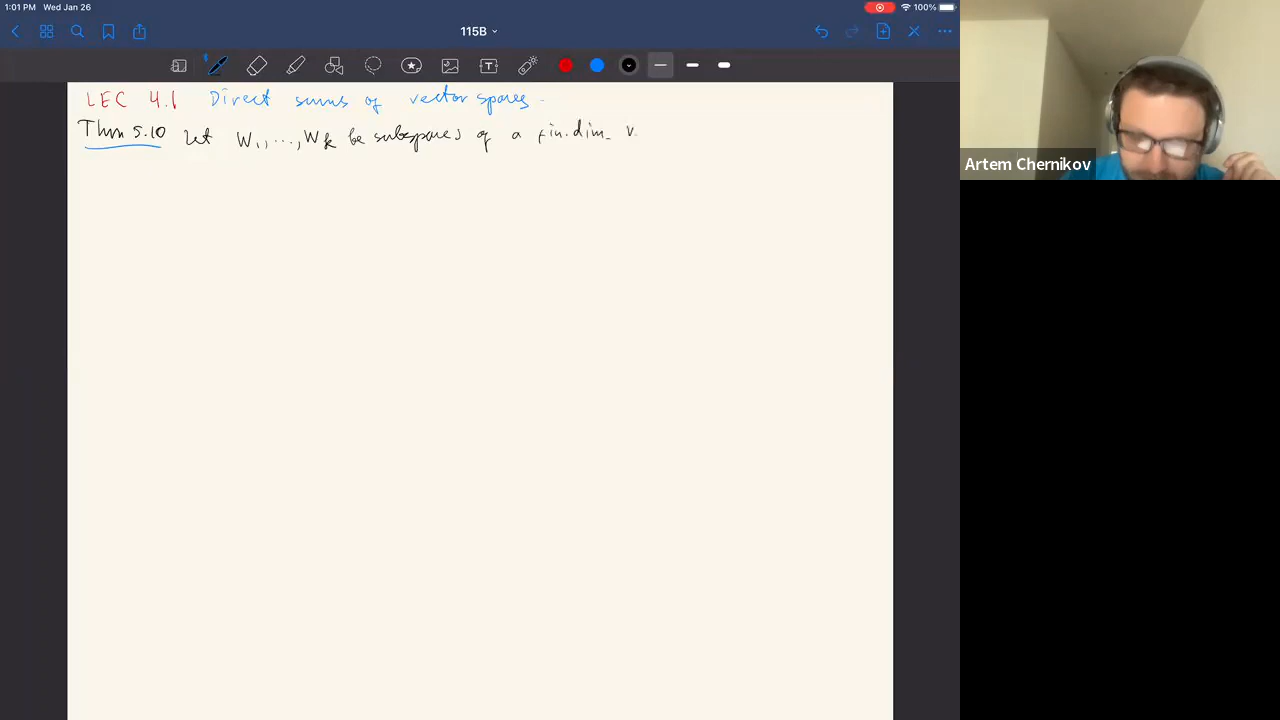 1:01 PM Wed Jan 26
100%
115B
LEC 4.1 Direct sums of vector spaces.
Thm 5.10 Let W₁, ..., Wₖ be subspaces of a fin. dim. v
Artem Chernikov